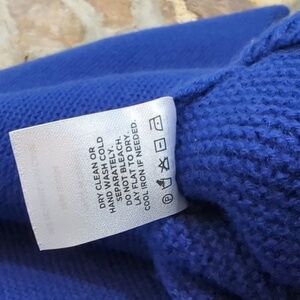 DRY CLEAN OR
HAND WASH COLD
SEPARATELY.
DO NOT BLEACH.
LAY FLAT TO DRY.
COOL IRON IF NEEDED.